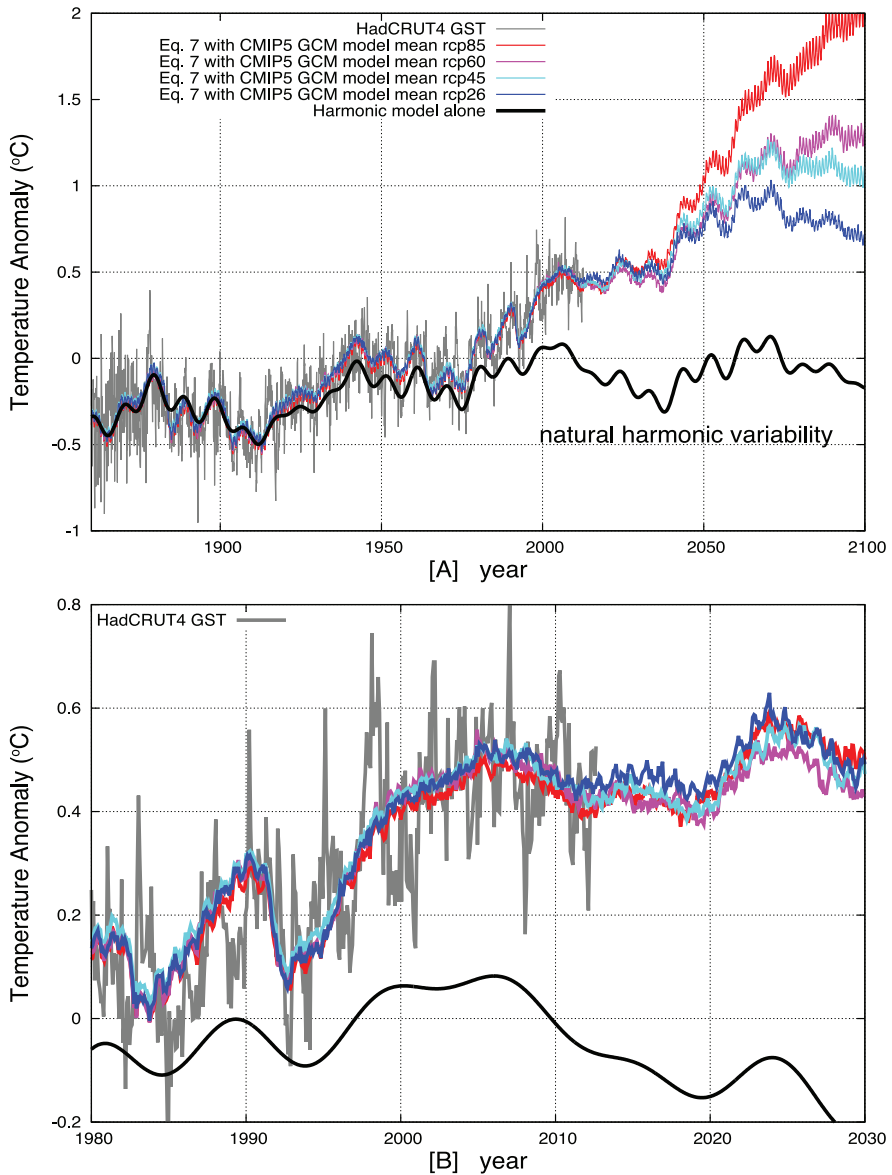 HadCRUT4 GST
Eq. 7 with CMIP5 GCM model mean rcp85
Eq. 7 with CMIP5 GCM model mean rcp60
Eq. 7 with CMIP5 GCM model mean rcp45
Eq. 7 with CMIP5 GCM model mean rcp26
Harmonic model alone
2
1.5
1
0.5
0
-0.5
-1
Temperature Anomaly (ºC)
natural harmonic variability
1900 1950 2000 2050 2100
[A] year
HadCRUT4 GST
0.8
0.6
0.4
0.2
0
-0.2
Temperature Anomaly (ºC)
1980 1990 2000 2010 2020 2030
[B] year